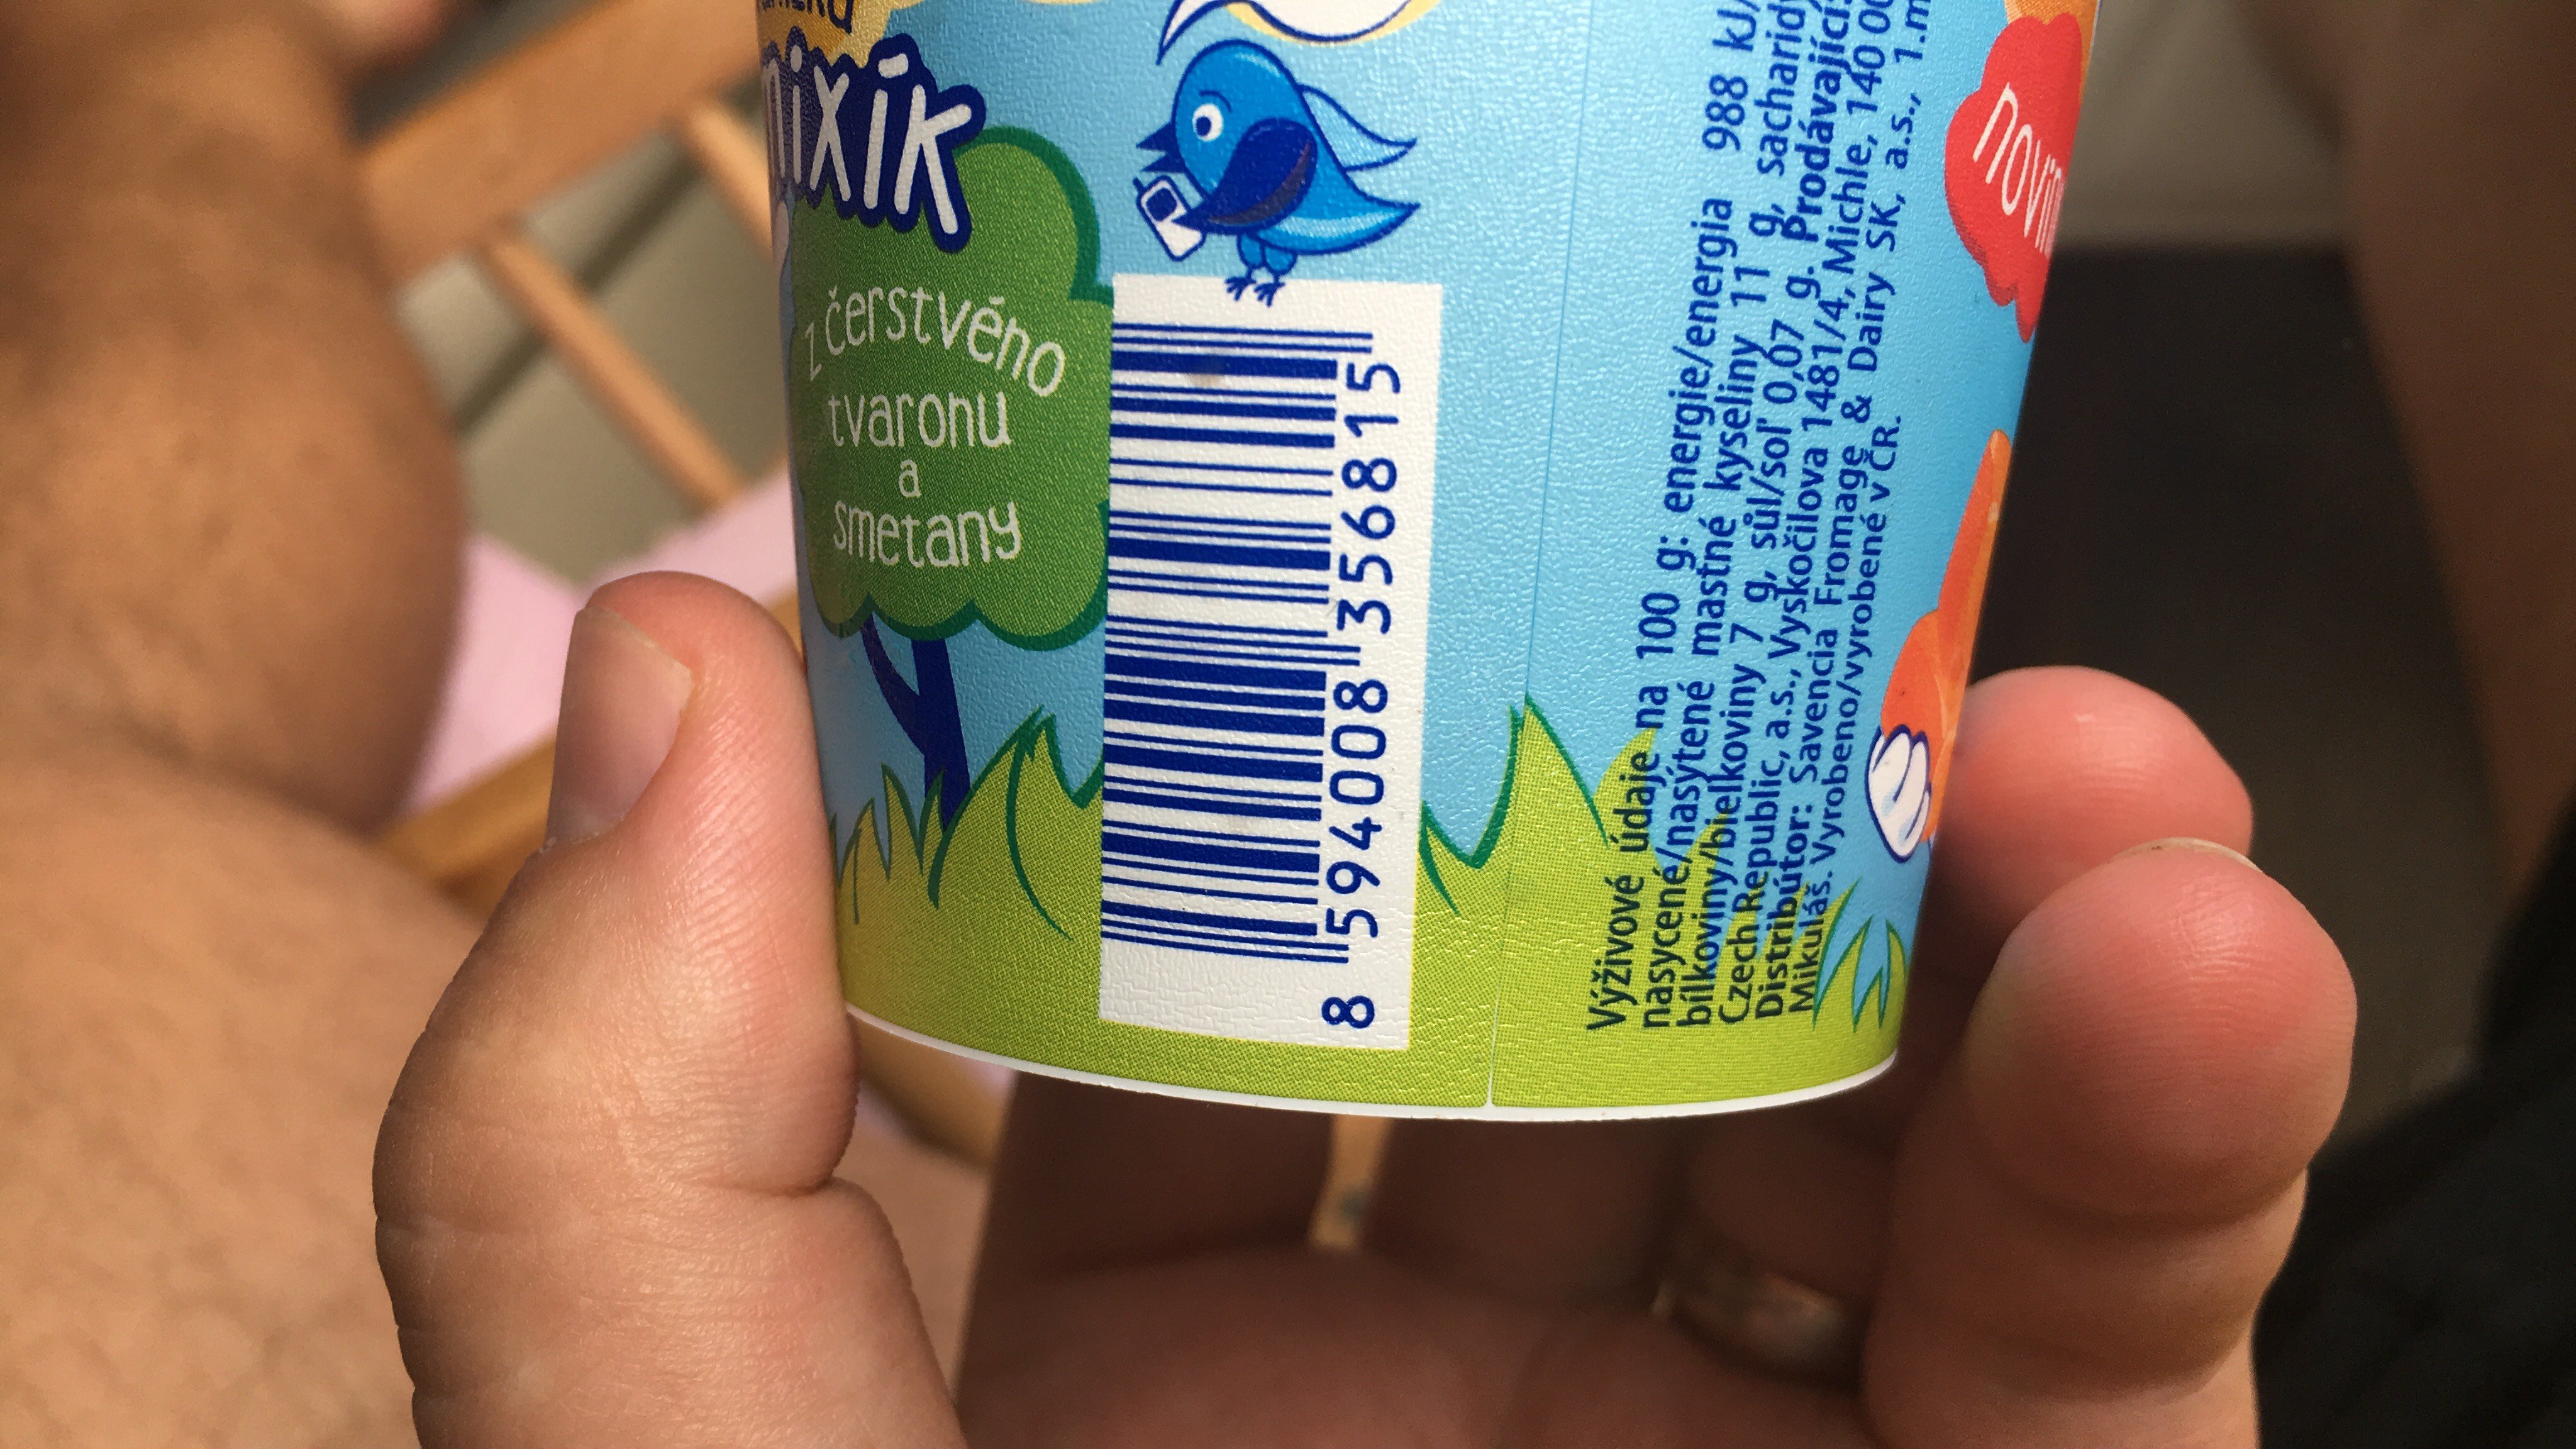 z čerstvého
tvaronu
a
smetany
8 594008 356815
Výživové údaje na 100 g: energie/energia 988 kJ/
nasycené/nasýtené mastné kyseliny 11 g, sacharidy
bílkoviny/bielkoviny 7 g, sůl/soľ 0,07 g. Prodávající:
Czech Republic, a.s., Vyskočilova 1481/4, Michle, 140 00
Distribútor: Savencia Fromage & Dairy SK, a.s., 1.m
Mikuláš. Vyrobeno/vyrobené v ČR.